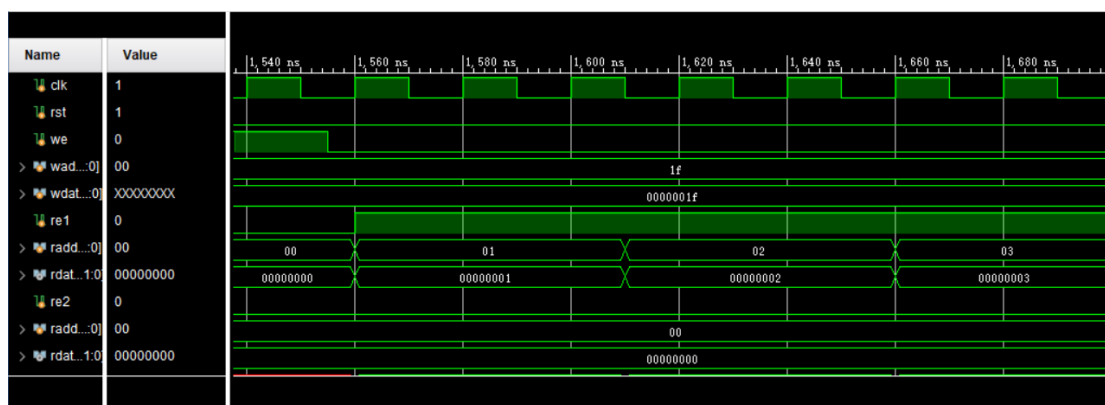 Name Value
1,540 ns 1,560 ns 1,580 ns 1,600 ns 1,620 ns 1,640 ns 1,660 ns 1,680 ns
clk 1
rst 1
we 0
wad...:0] 00 1f
wdat...:0] XXXXXXXX 0000001f
re1 0
radd...:0] 00 00 01 02 03
rdat...1:0] 00000000 00000000 00000001 00000002 00000003
re2 0
radd...:0] 00 00
rdat...1:0] 00000000 00000000